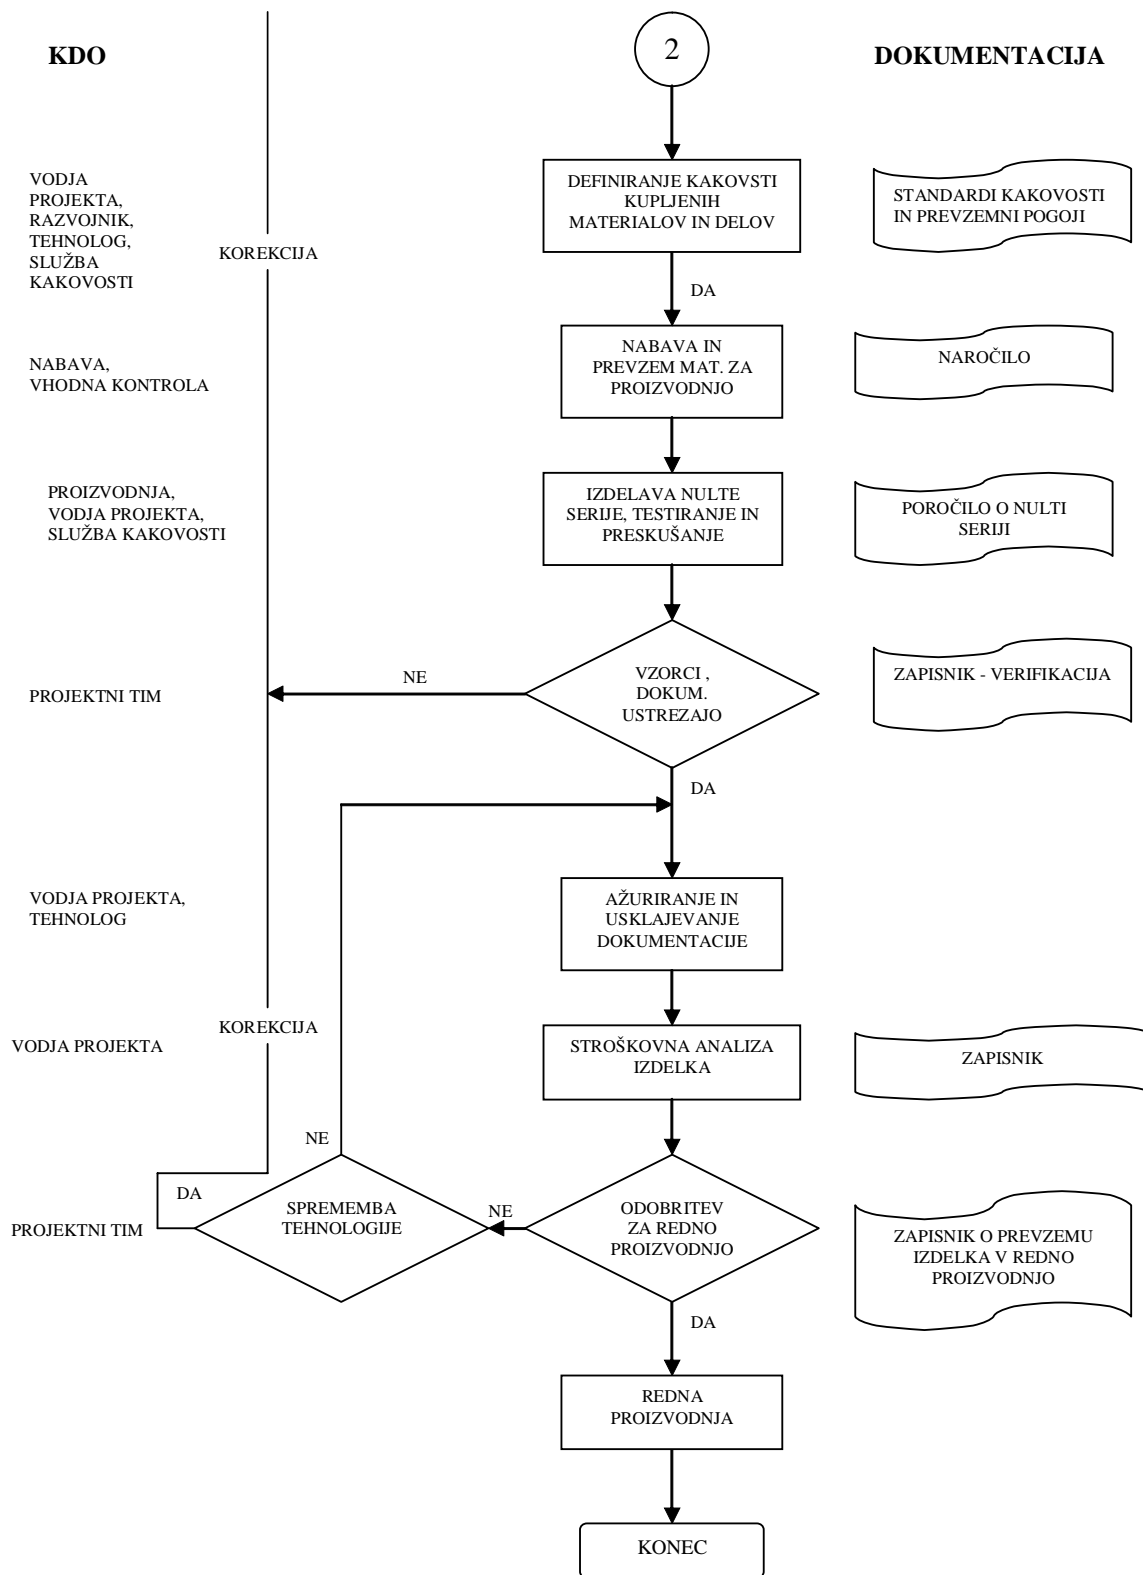 KDO
2
DOKUMENTACIJA
VODJA
PROJEKTA,
RAZVOJNIK,
TEHNOLOG,
SLUŽBA
KAKOVOSTI
KOREKCIJA
DEFINIRANJE KAKOVSTI
KUPLJENIH
MATERIALOV IN DELOV
STANDARDI KAKOVOSTI
IN PREVZEMNI POGOJI
DA
NABAVA,
VHODNA KONTROLA
NABAVA IN
PREVZEM MAT. ZA
PROIZVODNJO
NAROČILO
PROIZVODNJA,
VODJA PROJEKTA,
SLUŽBA KAKOVOSTI
IZDELAVA NULTE
SERIJE, TESTIRANJE IN
PRESKUŠANJE
POROČILO O NULTI
SERIJI
PROJEKTNI TIM
NE
VZORCI ,
DOKUM.
USTREZAJO
ZAPISNIK - VERIFIKACIJA
DA
VODJA PROJEKTA,
TEHNOLOG
AŽURIRANJE IN
USKLAJEVANJE
DOKUMENTACIJE
VODJA PROJEKTA
KOREKCIJA
STROŠKOVNA ANALIZA
IZDELKA
ZAPISNIK
NE
PROJEKTNI TIM
DA
SPREMEMBA
TEHNOLOGIJE
NE
ODOBRITEV
ZA REDNO
PROIZVODNJO
ZAPISNIK O PREVZEMU
IZDELKA V REDNO
PROIZVODNJO
DA
REDNA
PROIZVODNJA
KONEC